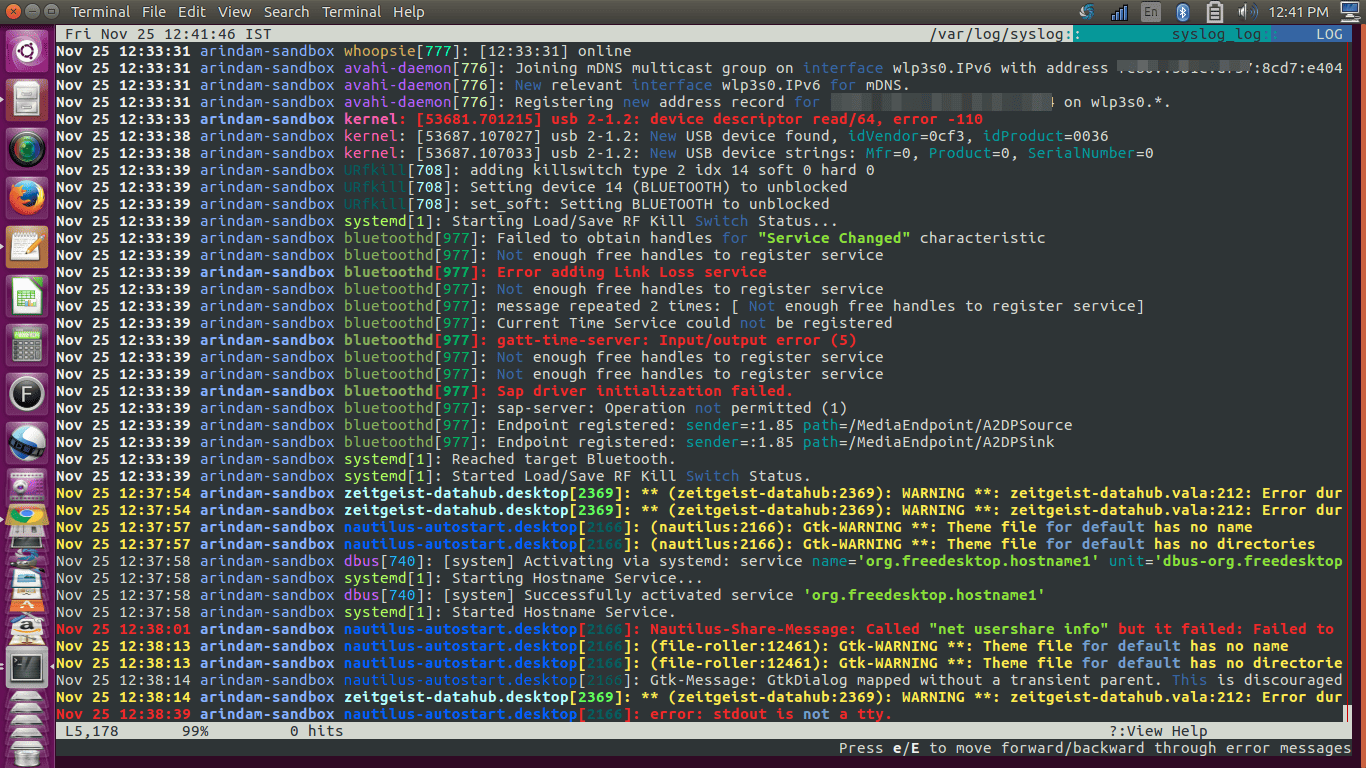 Terminal File Edit View Search Terminal Help En 12:41 PM
Fri Nov 25 12:41:46 IST /var/log/syslog: syslog_log: LOG
Nov 25 12:33:31 arindam-sandbox whoopsie[777]: [12:33:31] online
Nov 25 12:33:31 arindam-sandbox avahi-daemon[776]: Joining mDNS multicast group on interface wlp3s0.IPv6 with address :8cd7:e404
Nov 25 12:33:31 arindam-sandbox avahi-daemon[776]: New relevant interface wlp3s0.IPv6 for mDNS.
Nov 25 12:33:31 arindam-sandbox avahi-daemon[776]: Registering new address record for on wlp3s0.*.
Nov 25 12:33:33 arindam-sandbox kernel: [53681.701215] usb 2-1.2: device descriptor read/64, error -110
Nov 25 12:33:38 arindam-sandbox kernel: [53687.107027] usb 2-1.2: New USB device found, idVendor=0cf3, idProduct=0036
Nov 25 12:33:38 arindam-sandbox kernel: [53687.107033] usb 2-1.2: New USB device strings: Mfr=0, Product=0, SerialNumber=0
Nov 25 12:33:39 arindam-sandbox URfkill[708]: adding killswitch type 2 idx 14 soft 0 hard 0
Nov 25 12:33:39 arindam-sandbox URfkill[708]: Setting device 14 (BLUETOOTH) to unblocked
Nov 25 12:33:39 arindam-sandbox URfkill[708]: set_soft: Setting BLUETOOTH to unblocked
Nov 25 12:33:39 arindam-sandbox systemd[1]: Starting Load/Save RF Kill Switch Status...
Nov 25 12:33:39 arindam-sandbox bluetoothd[977]: Failed to obtain handles for "Service Changed" characteristic
Nov 25 12:33:39 arindam-sandbox bluetoothd[977]: Not enough free handles to register service
Nov 25 12:33:39 arindam-sandbox bluetoothd[977]: Error adding Link Loss service
Nov 25 12:33:39 arindam-sandbox bluetoothd[977]: Not enough free handles to register service
Nov 25 12:33:39 arindam-sandbox bluetoothd[977]: message repeated 2 times: [ Not enough free handles to register service]
Nov 25 12:33:39 arindam-sandbox bluetoothd[977]: Current Time Service could not be registered
Nov 25 12:33:39 arindam-sandbox bluetoothd[977]: gatt-time-server: Input/output error (5)
Nov 25 12:33:39 arindam-sandbox bluetoothd[977]: Not enough free handles to register service
Nov 25 12:33:39 arindam-sandbox bluetoothd[977]: Not enough free handles to register service
Nov 25 12:33:39 arindam-sandbox bluetoothd[977]: Sap driver initialization failed.
Nov 25 12:33:39 arindam-sandbox bluetoothd[977]: sap-server: Operation not permitted (1)
Nov 25 12:33:39 arindam-sandbox bluetoothd[977]: Endpoint registered: sender=:1.85 path=/MediaEndpoint/A2DPSource
Nov 25 12:33:39 arindam-sandbox bluetoothd[977]: Endpoint registered: sender=:1.85 path=/MediaEndpoint/A2DPSink
Nov 25 12:33:39 arindam-sandbox systemd[1]: Reached target Bluetooth.
Nov 25 12:33:39 arindam-sandbox systemd[1]: Started Load/Save RF Kill Switch Status.
Nov 25 12:37:54 arindam-sandbox zeitgeist-datahub.desktop[2369]: ** (zeitgeist-datahub:2369): WARNING **: zeitgeist-datahub.vala:212: Error dur
Nov 25 12:37:54 arindam-sandbox zeitgeist-datahub.desktop[2369]: ** (zeitgeist-datahub:2369): WARNING **: zeitgeist-datahub.vala:212: Error dur
Nov 25 12:37:57 arindam-sandbox nautilus-autostart.desktop[2166]: (nautilus:2166): Gtk-WARNING **: Theme file for default has no name
Nov 25 12:37:57 arindam-sandbox nautilus-autostart.desktop[2166]: (nautilus:2166): Gtk-WARNING **: Theme file for default has no directories
Nov 25 12:37:58 arindam-sandbox dbus[740]: [system] Activating via systemd: service name='org.freedesktop.hostname1' unit='dbus-org.freedesktop
Nov 25 12:37:58 arindam-sandbox systemd[1]: Starting Hostname Service...
Nov 25 12:37:58 arindam-sandbox dbus[740]: [system] Successfully activated service 'org.freedesktop.hostname1'
Nov 25 12:37:58 arindam-sandbox systemd[1]: Started Hostname Service.
Nov 25 12:38:01 arindam-sandbox nautilus-autostart.desktop[2166]: Nautilus-Share-Message: Called "net usershare info" but it failed: Failed to
Nov 25 12:38:13 arindam-sandbox nautilus-autostart.desktop[2166]: (file-roller:12461): Gtk-WARNING **: Theme file for default has no name
Nov 25 12:38:13 arindam-sandbox nautilus-autostart.desktop[2166]: (file-roller:12461): Gtk-WARNING **: Theme file for default has no directorie
Nov 25 12:38:14 arindam-sandbox nautilus-autostart.desktop[2166]: Gtk-Message: GtkDialog mapped without a transient parent. This is discouraged
Nov 25 12:38:14 arindam-sandbox zeitgeist-datahub.desktop[2369]: ** (zeitgeist-datahub:2369): WARNING **: zeitgeist-datahub.vala:212: Error dur
Nov 25 12:38:39 arindam-sandbox nautilus-autostart.desktop[2166]: error: stdout is not a tty.
L5,178 99% 0 hits ?:View Help
Press e/E to move forward/backward through error messages